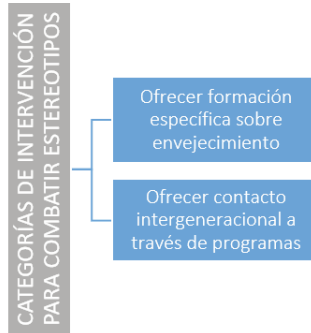 CATEGORÍAS DE INTERVENCIÓN
PARA COMBATIR ESTEREOTIPOS
Ofrecer formación
específica sobre
envejecimiento
Ofrecer contacto
intergeneracional a
través de programas